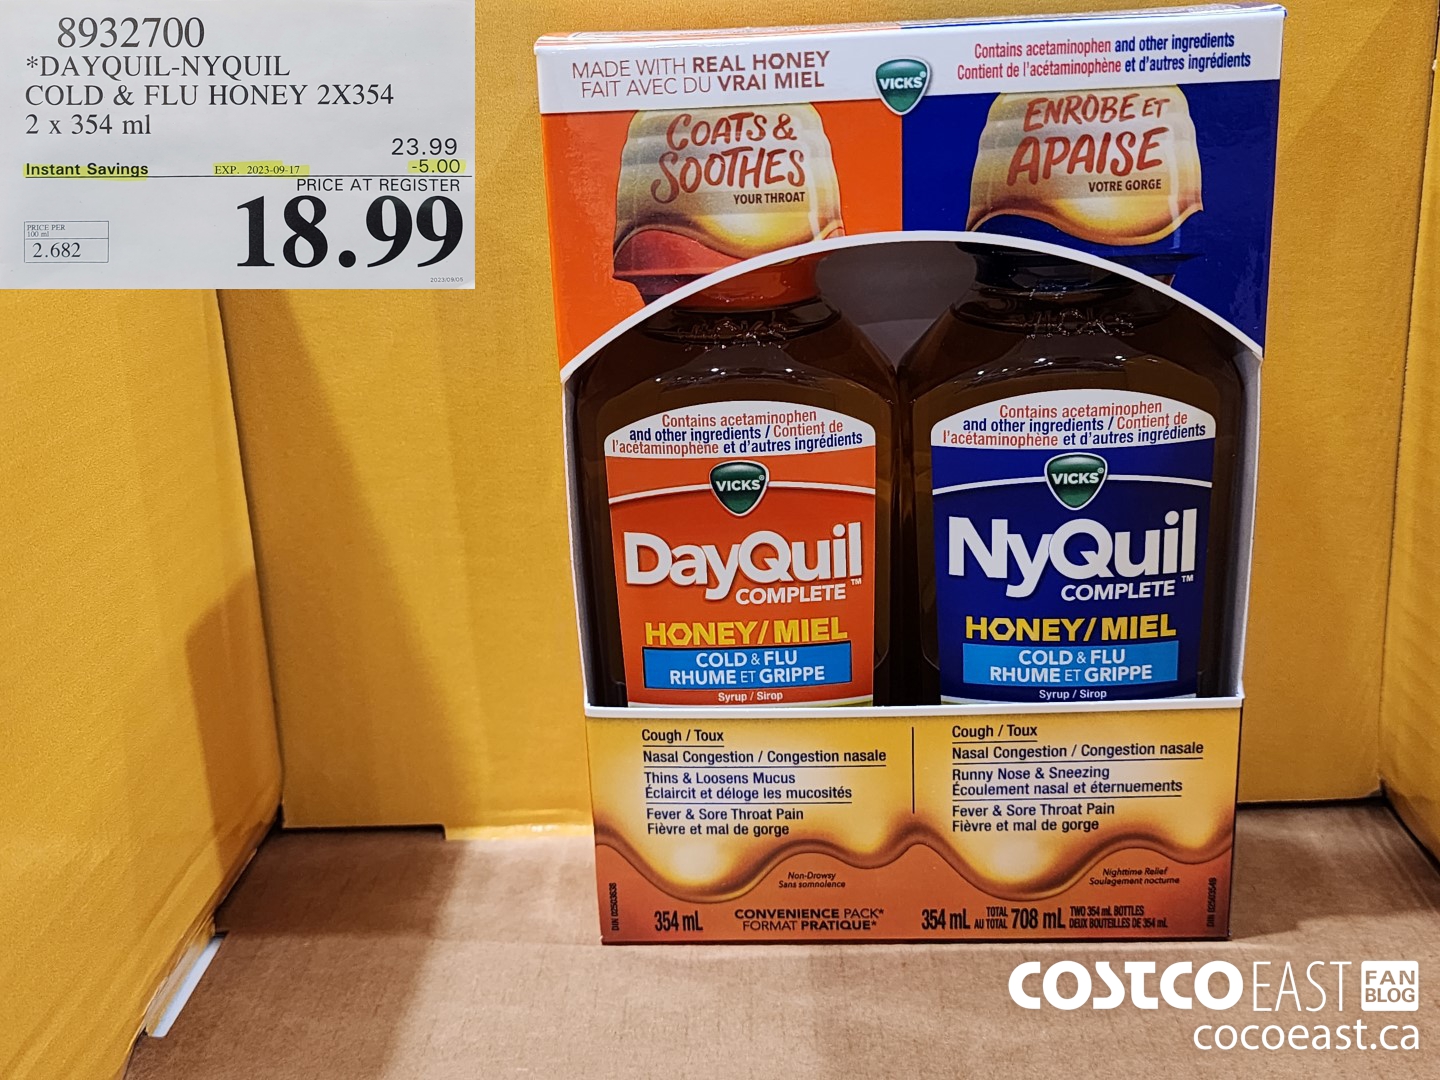 8932700
*DAYQUIL-NYQUIL
COLD & FLU HONEY 2X354
2 x 354 ml
23.99
Instant Savings EXP. 2023-09-17 -5.00
PRICE AT REGISTER
18.99
PRICE PER
100 ml
2.682
2023/09/05
MADE WITH REAL HONEY
FAIT AVEC DU VRAI MIEL
VICKS®
Contains acetaminophen and other ingredients
Contient de l'acétaminophène et d'autres ingrédients
COATS &
SOOTHES
YOUR THROAT
ENROBE ET
APAISE
VOTRE GORGE
Contains acetaminophen
and other ingredients / Contient de
l'acétaminophène et d'autres ingrédients
VICKS®
DayQuil
COMPLETE™
HONEY/MIEL
COLD & FLU
RHUME ET GRIPPE
Syrup / Sirop
Contains acetaminophen
and other ingredients / Contient de
l'acétaminophène et d'autres ingrédients
VICKS®
NyQuil
COMPLETE™
HONEY/MIEL
COLD & FLU
RHUME ET GRIPPE
Syrup / Sirop
Cough / Toux
Nasal Congestion / Congestion nasale
Thins & Loosens Mucus
Éclaircit et déloge les mucosités
Fever & Sore Throat Pain
Fièvre et mal de gorge
Non-Drowsy
Sans somnolence
Cough / Toux
Nasal Congestion / Congestion nasale
Runny Nose & Sneezing
Écoulement nasal et éternuements
Fever & Sore Throat Pain
Fièvre et mal de gorge
Nighttime Relief
Soulagement nocturne
354 mL
CONVENIENCE PACK*
FORMAT PRATIQUE*
354 mL
TOTAL
AU TOTAL
708 mL
TWO 354 mL BOTTLES
DEUX BOUTEILLES DE 354 mL
COSTCO EAST FAN
BLOG
cocoeast.ca